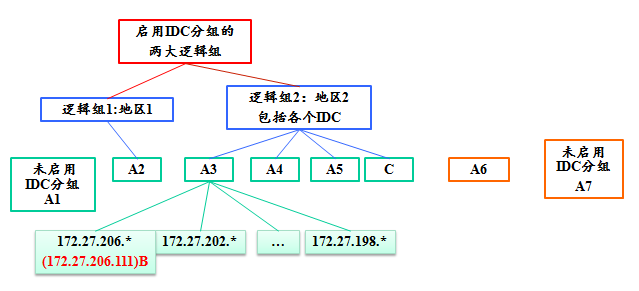 启用IDC分组的
两大逻辑组
逻辑组1:地区1
逻辑组2：地区2
包括各个IDC
未启用
IDC分组
A1
A2
A3
A4
A5
C
A6
未启用
IDC分组
A7
172.27.206.*
(172.27.206.111)B
172.27.202.*
…
172.27.198.*